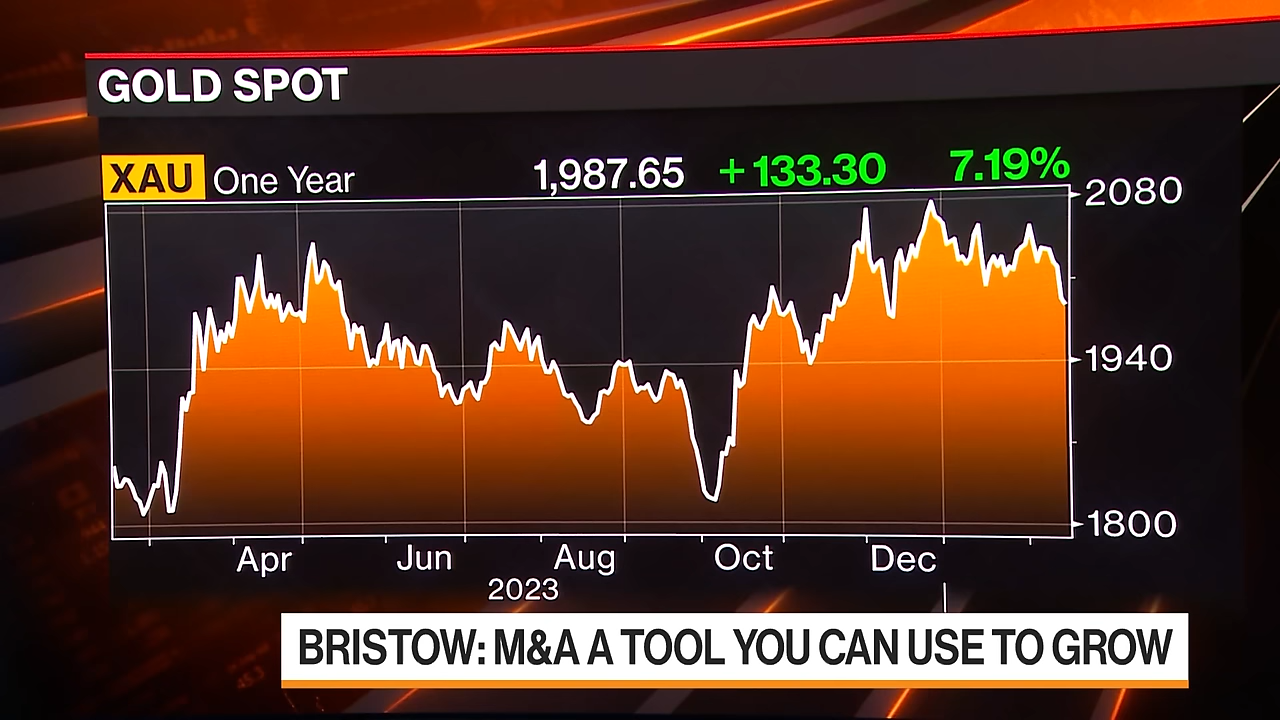 GOLD SPOT
XAU One Year 1,987.65 +133.30 7.19%
2080
1940
1800
Apr Jun Aug Oct Dec
2023
BRISTOW: M&A A TOOL YOU CAN USE TO GROW